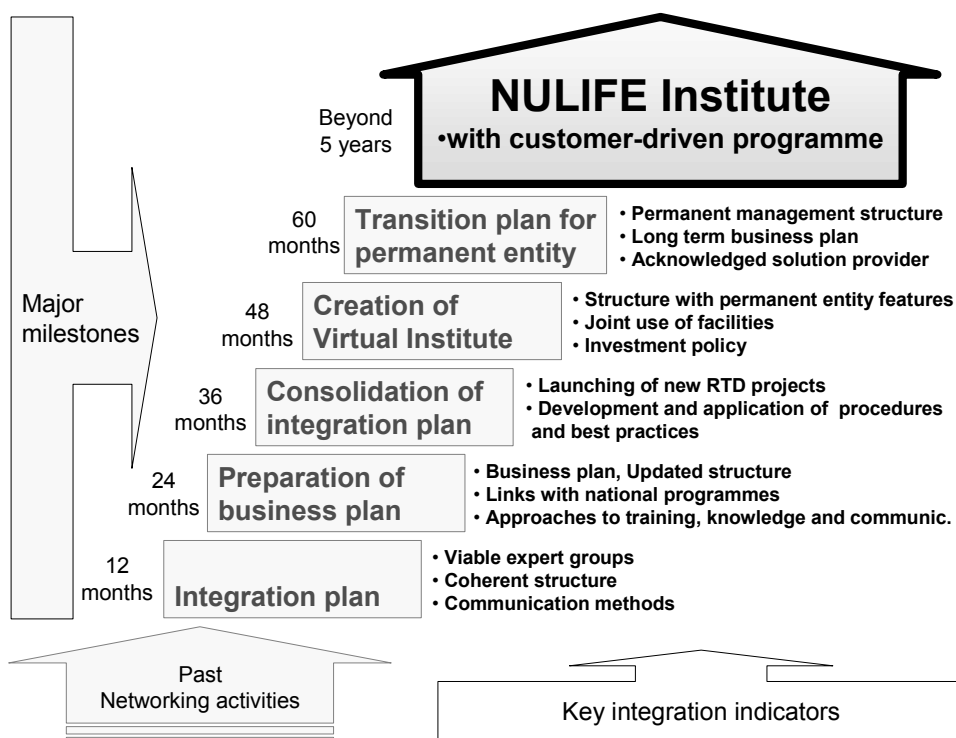 NULIFE Institute
•with customer-driven programme
Beyond
5 years
60
months
Transition plan for
permanent entity
• Permanent management structure
• Long term business plan
• Acknowledged solution provider
Major
milestones
48
months
Creation of
Virtual Institute
• Structure with permanent entity features
• Joint use of facilities
• Investment policy
36
months
Consolidation of
integration plan
• Launching of new RTD projects
• Development and application of procedures
and best practices
24
months
Preparation of
business plan
• Business plan, Updated structure
• Links with national programmes
• Approaches to training, knowledge and communic.
12
months
Integration plan
• Viable expert groups
• Coherent structure
• Communication methods
Past
Networking activities
Key integration indicators